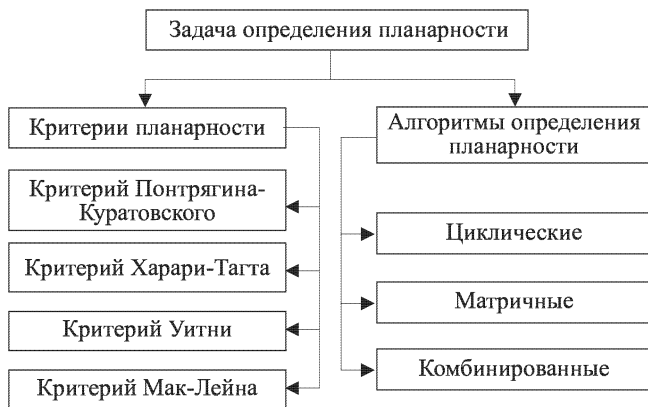 Задача определения планарности
Критерии планарности
Критерий Понтрягина-
Куратовского
Критерий Харари-Тагта
Критерий Уитни
Критерий Мак-Лейна
Алгоритмы определения
планарности
Циклические
Матричные
Комбинированные